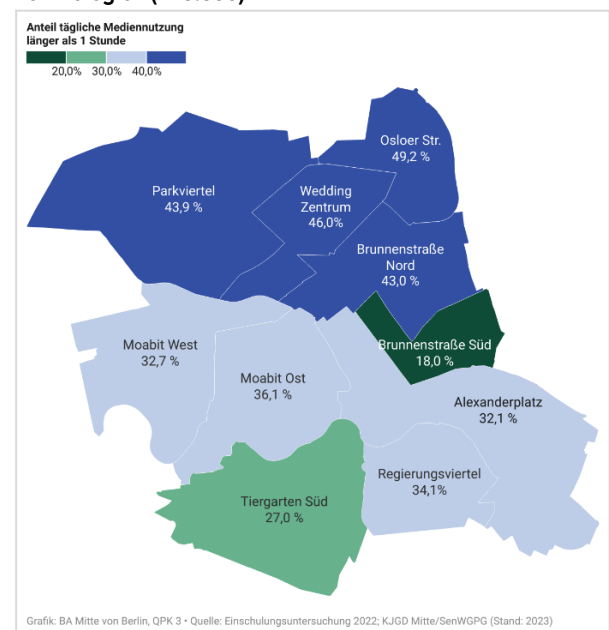 Anteil tägliche Mediennutzung
länger als 1 Stunde
20,0% 30,0% 40,0%
Osloer Str.
49,2 %
Parkviertel
43,9 %
Wedding
Zentrum
46,0%
Brunnenstraße
Nord
43,0 %
Brunnenstraße Süd
18,0 %
Moabit West
32,7 %
Moabit Ost
36,1 %
Alexanderplatz
32,1 %
Regierungsviertel
34,1%
Tiergarten Süd
27,0 %
Grafik: BA Mitte von Berlin, QPK 3 • Quelle: Einschulungsuntersuchung 2022; KJGD Mitte/SenWGPG (Stand: 2023)